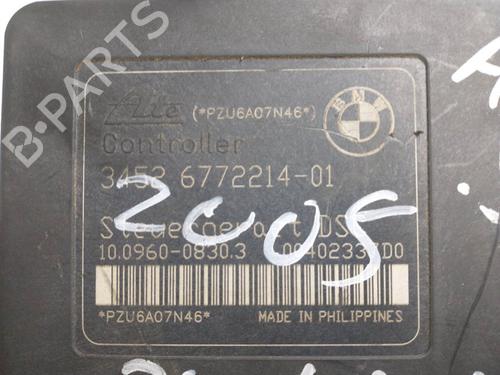 B-PARTS
Ate (*PZU6A07N46*)
BMW
Controller
3452 6772214-01
2005
10.0960-0830.3
*PZU6A07N46* MADE IN PHILIPPINES